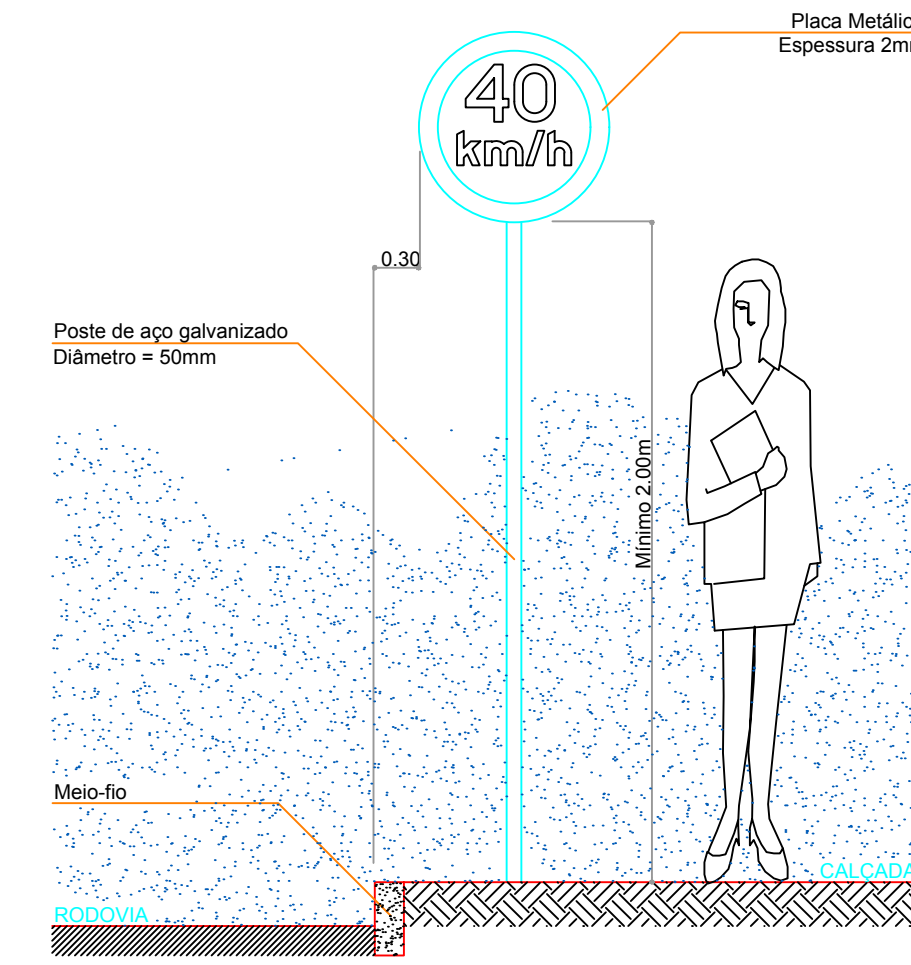 Placa Metálic
Espessura 2m
40
km/h
0.30
Poste de aço galvanizado
Diâmetro = 50mm
Mínimo 2.00m
Meio-fio
CALÇADA
RODOVIA